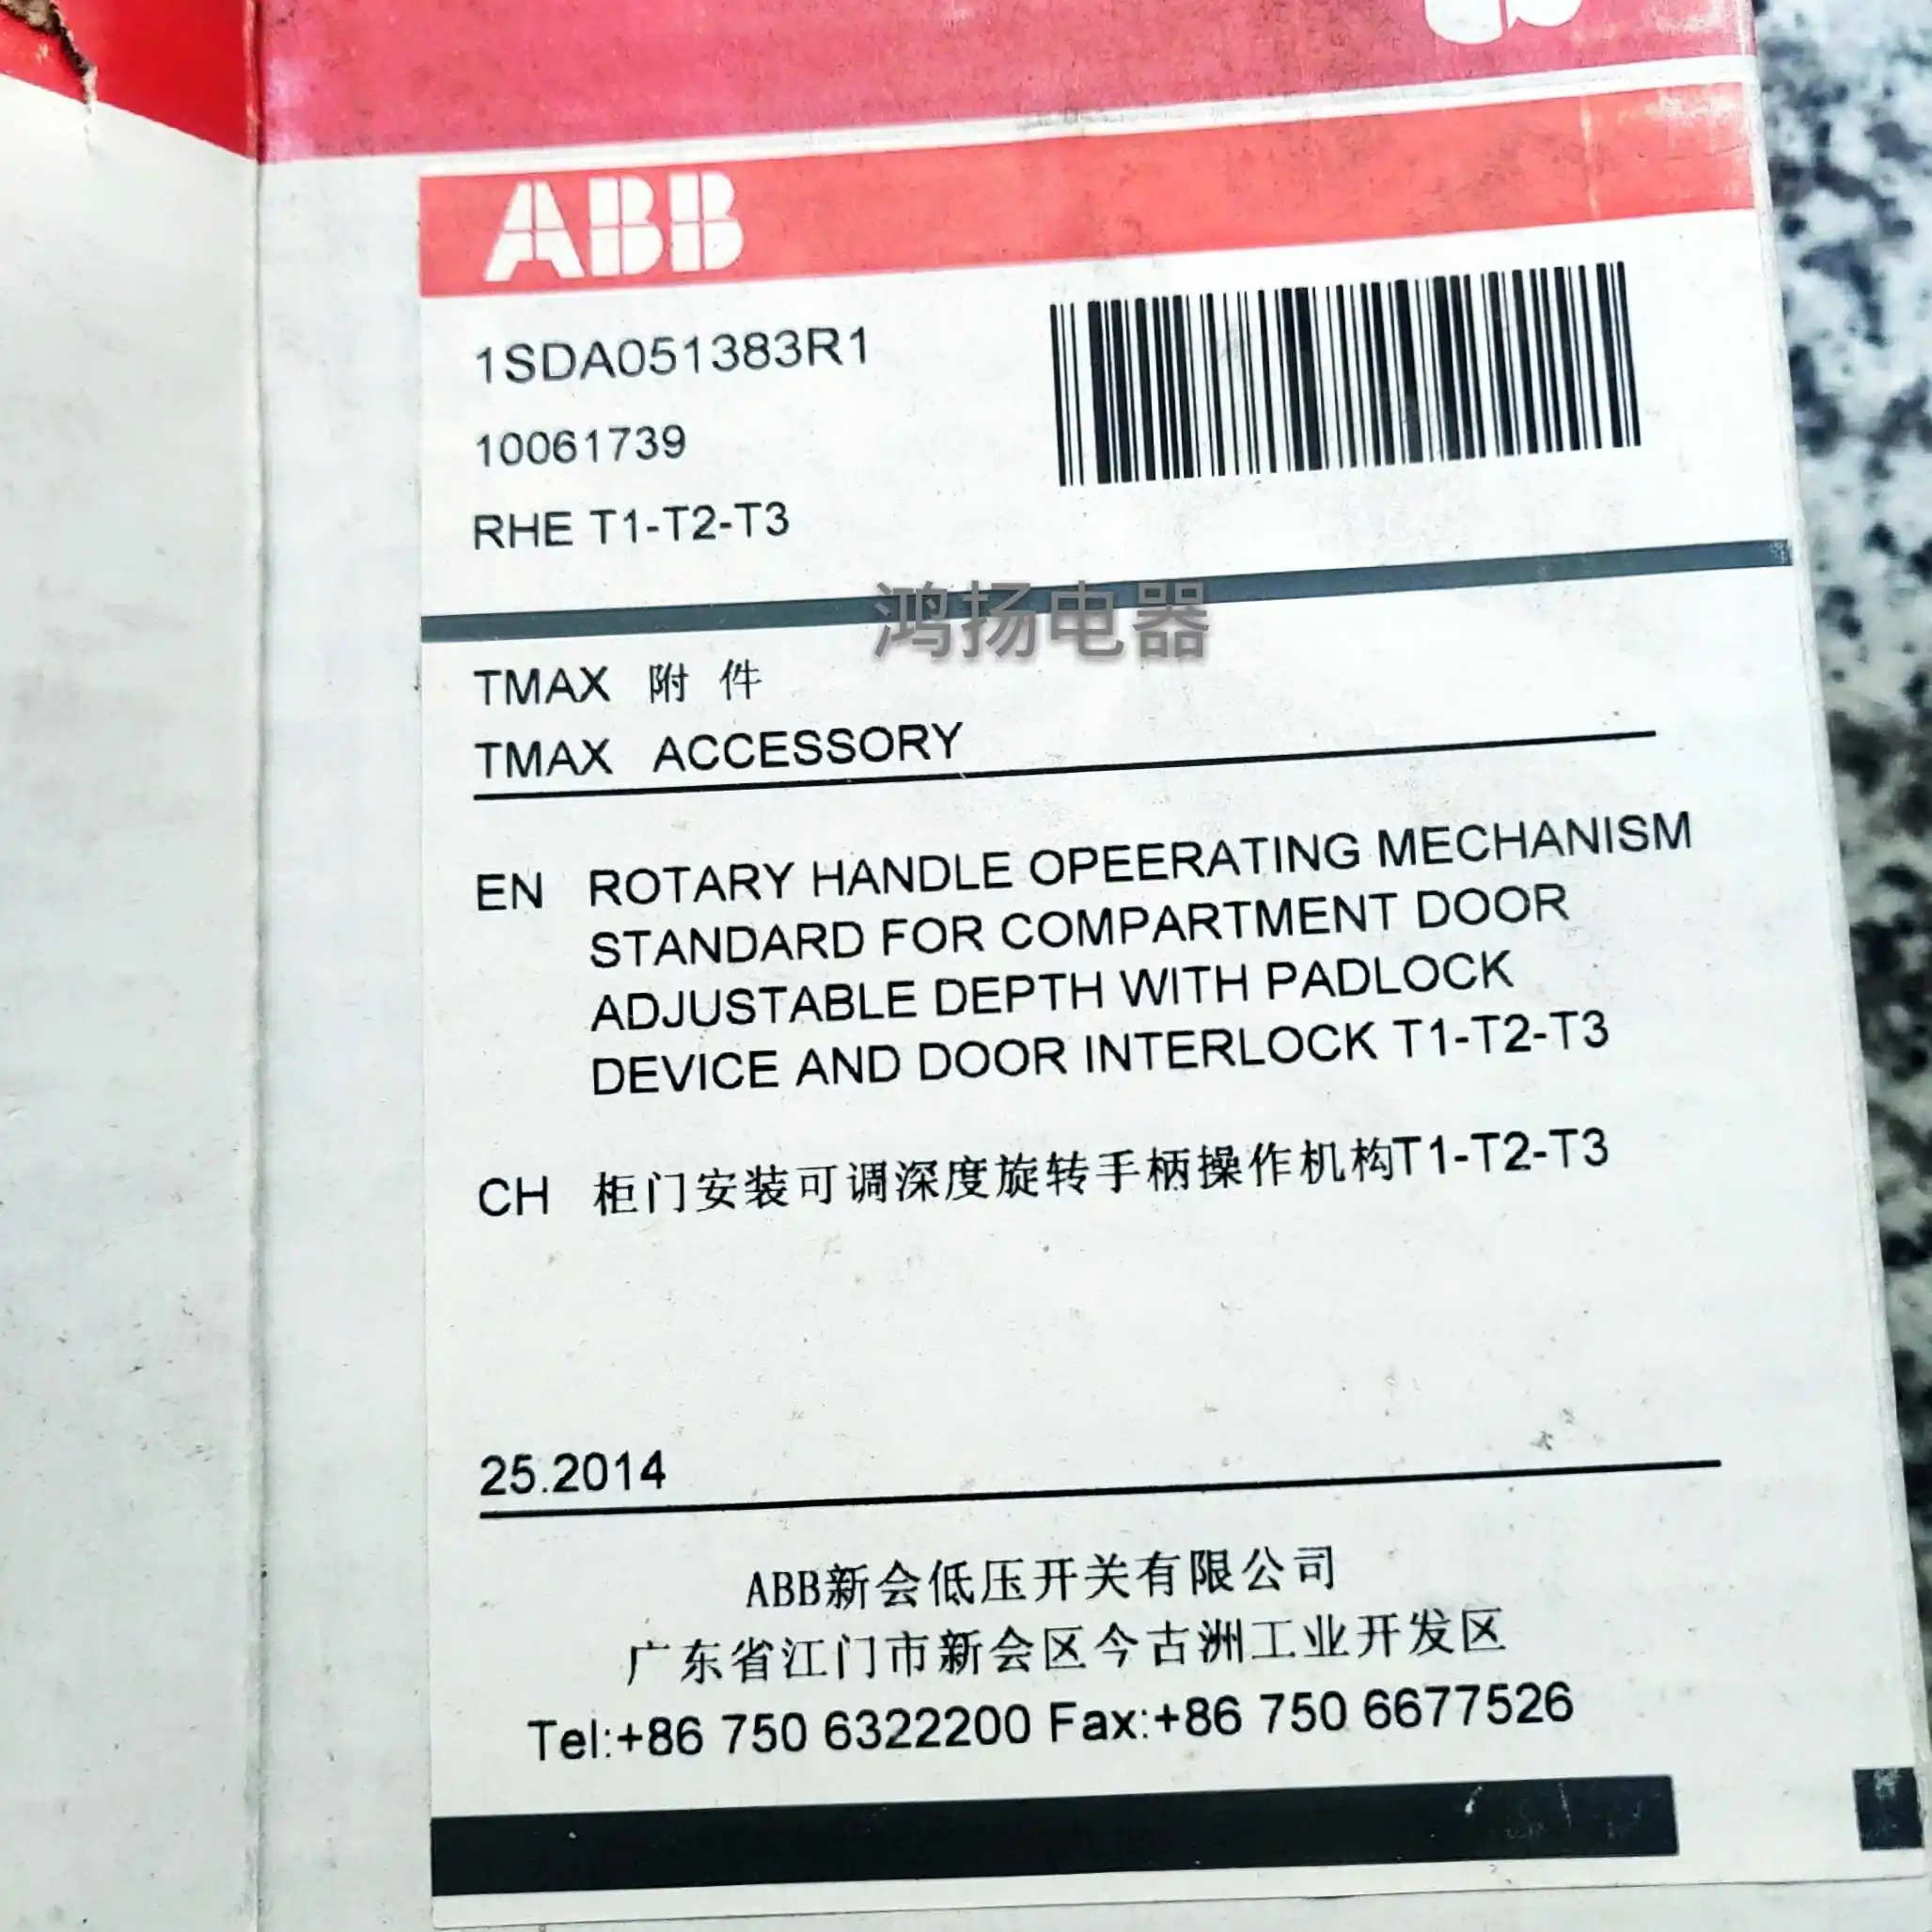 ABB
1SDA051383R1
10061739
RHE T1-T2-T3
鸿扬电器
TMAX 附 件
TMAX ACCESSORY
EN ROTARY HANDLE OPEERATING MECHANISM
STANDARD FOR COMPARTMENT DOOR
ADJUSTABLE DEPTH WITH PADLOCK
DEVICE AND DOOR INTERLOCK T1-T2-T3
CH 柜门安装可调深度旋转手柄操作机构T1-T2-T3
25.2014
ABB新会低压开关有限公司
广东省江门市新会区今古洲工业开发区
Tel:+86 750 6322200 Fax:+86 750 6677526